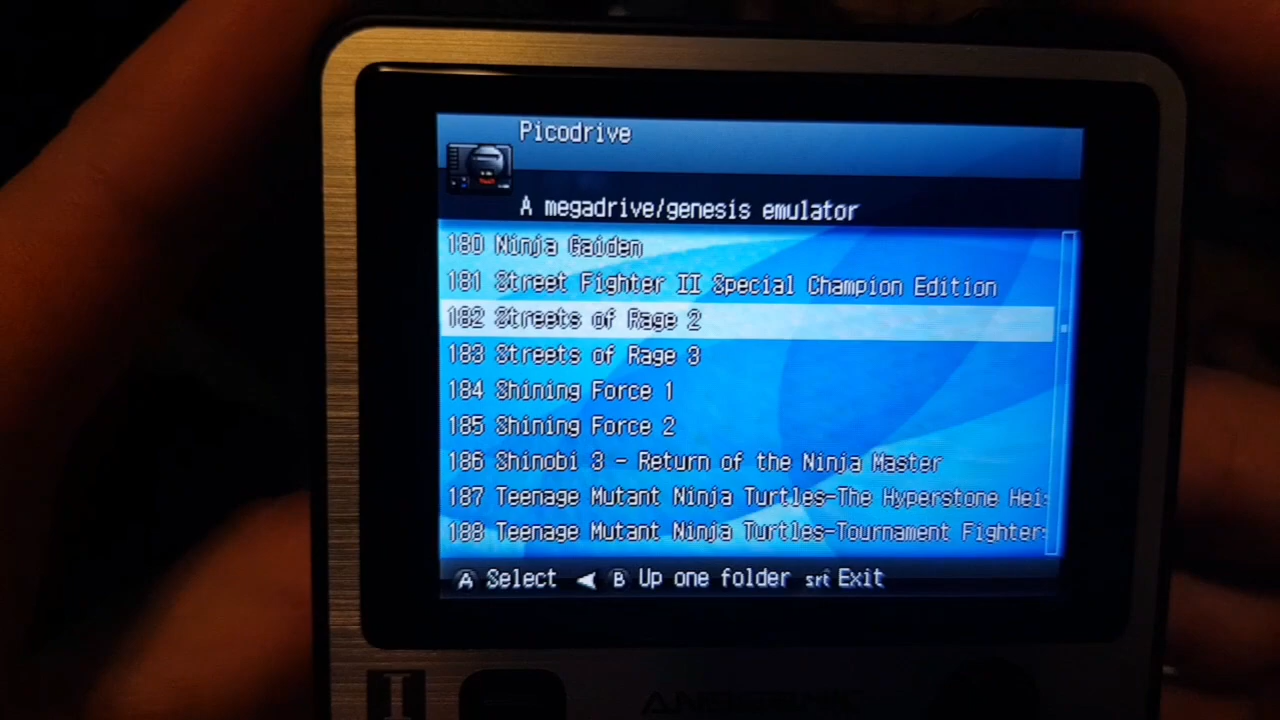 Picodrive
A megadrive/genesis emulator
180 Ninja Gaiden
181 Street Fighter II Special Champion Edition
182 Streets of Rage 2
183 Streets of Rage 3
184 Shining Force 1
185 Shining Force 2
186 Shinobi 3 - Return of the Ninja Master
187 Teenage Mutant Ninja Turtles-The Hyperstone Heis
188 Teenage Mutant Ninja Turtles-Tournament Fighters
A Select B Up one folder srt Exit